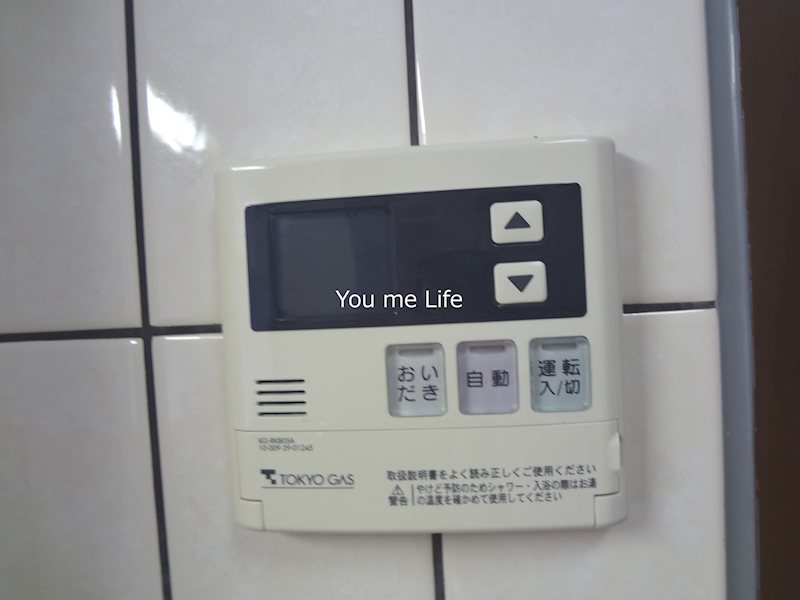 You me Life
おい
だき
自動
運転
入/切
TOKYO GAS
取扱説明書をよく読み正しくご使用ください
警告
やけど予防のためシャワー・入浴の際はお湯
の温度を確かめて使用してください